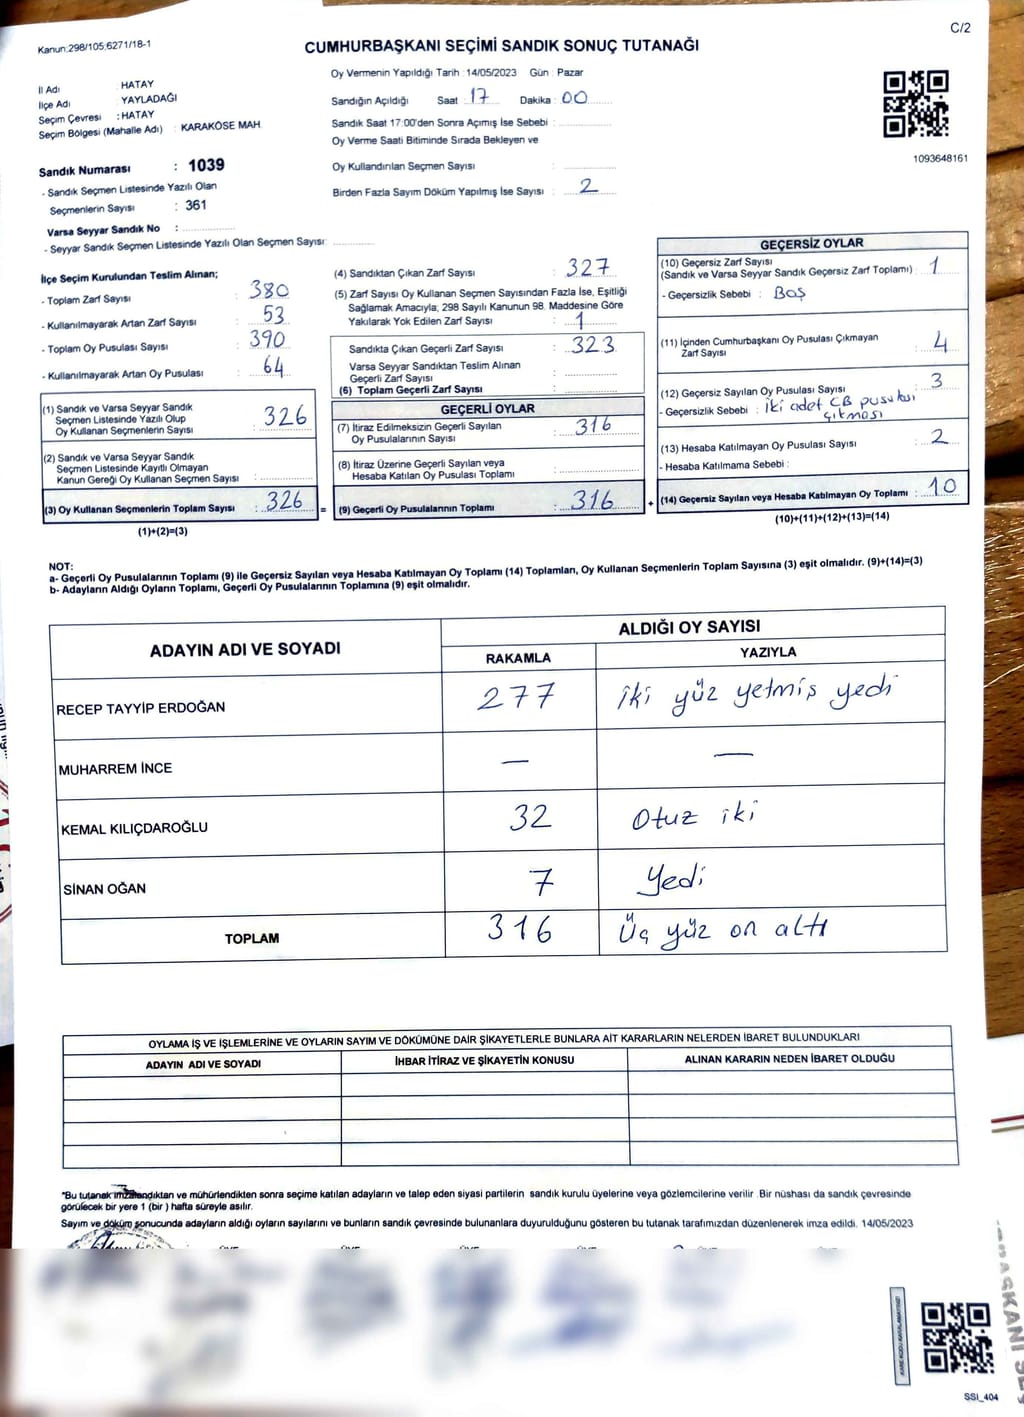 C/2
Kanun:298/105;6271/18-1
CUMHURBAŞKANI SEÇİMİ SANDIK SONUÇ TUTANAĞI
İl Adı : HATAY
İlçe Adı : YAYLADAĞI
Seçim Çevresi : HATAY
Seçim Bölgesi (Mahalle Adı) : KARAKÖSE MAH.
Sandık Numarası : 1039
- Sandık Seçmen Listesinde Yazılı Olan
Seçmenlerin Sayısı : 361
Varsa Seyyar Sandık No :
- Seyyar Sandık Seçmen Listesinde Yazılı Olan Seçmen Sayısı:
Oy Vermenin Yapıldığı Tarih : 14/05/2023 Gün : Pazar
Sandığın Açıldığı Saat : 17 Dakika : 00
Sandık Saat 17:00'den Sonra Açımış İse Sebebi :
Oy Verme Saati Bitiminde Sırada Bekleyen ve
Oy Kullandırılan Seçmen Sayısı :
Birden Fazla Sayım Döküm Yapılmış İse Sayısı : 2
1093648161
İlçe Seçim Kurulundan Teslim Alınan;
- Toplam Zarf Sayısı : 380
- Kullanılmayarak Artan Zarf Sayısı : 53
- Toplam Oy Pusulası Sayısı : 390
- Kullanılmayarak Artan Oy Pusulası : 64
(1) Sandık ve Varsa Seyyar Sandık
Seçmen Listesinde Yazılı Olup
Oy Kullanan Seçmenlerin Sayısı : 326
(2) Sandık ve Varsa Seyyar Sandık
Seçmen Listesinde Kayıtlı Olmayan
Kanun Gereği Oy Kullanan Seçmen Sayısı :
(3) Oy Kullanan Seçmenlerin Toplam Sayısı : 326 =
(1)+(2)=(3)
(4) Sandıktan Çıkan Zarf Sayısı : 327
(5) Zarf Sayısı Oy Kullanan Seçmen Sayısından Fazla İse, Eşitliği
Sağlamak Amacıyla; 298 Sayılı Kanunun 98. Maddesine Göre
Yakılarak Yok Edilen Zarf Sayısı : 1
Sandıkta Çıkan Geçerli Zarf Sayısı : 323
Varsa Seyyar Sandıktan Teslim Alınan
Geçerli Zarf Sayısı :
(6) Toplam Geçerli Zarf Sayısı :
GEÇERLİ OYLAR
(7) İtiraz Edilmeksizin Geçerli Sayılan
Oy Pusulalarının Sayısı : 316
(8) İtiraz Üzerine Geçerli Sayılan veya
Hesaba Katılan Oy Pusulası Toplamı :
(9) Geçerli Oy Pusulalarının Toplamı : 316 +
GEÇERSİZ OYLAR
(10) Geçersiz Zarf Sayısı
(Sandık ve Varsa Seyyar Sandık Geçersiz Zarf Toplamı) : 1
- Geçersizlik Sebebi : BOŞ
(11) İçinden Cumhurbaşkanı Oy Pusulası Çıkmayan
Zarf Sayısı : 4
(12) Geçersiz Sayılan Oy Pusulası Sayısı : 3
- Geçersizlik Sebebi : iki adet CB pusulası
çıkması
(13) Hesaba Katılmayan Oy Pusulası Sayısı : 2
- Hesaba Katılmama Sebebi :
(14) Geçersiz Sayılan veya Hesaba Katılmayan Oy Toplamı : 10
(10)+(11)+(12)+(13)=(14)
NOT:
a- Geçerli Oy Pusulalarının Toplamı (9) ile Geçersiz Sayılan veya Hesaba Katılmayan Oy Toplamı (14) Toplamları, Oy Kullanan Seçmenlerin Toplam Sayısına (3) eşit olmalıdır. (9)+(14)=(3)
b- Adayların Aldığı Oyların Toplamı, Geçerli Oy Pusulalarının Toplamına (9) eşit olmalıdır.
ADAYIN ADI VE SOYADI
ALDIĞI OY SAYISI
RAKAMLA YAZIYLA
RECEP TAYYİP ERDOĞAN 277 iki yüz yetmiş yedi
MUHARREM İNCE — —
KEMAL KILIÇDAROĞLU 32 Otuz iki
SİNAN OĞAN 7 Yedi
TOPLAM 316 Üç yüz on altı
OYLAMA İŞ VE İŞLEMLERİNE VE OYLARIN SAYIM VE DÖKÜMÜNE DAİR ŞİKAYETLERLE BUNLARA AİT KARARLARIN NELERDEN İBARET BULUNDUKLARI
ADAYIN ADI VE SOYADI İHBAR İTİRAZ VE ŞİKAYETİN KONUSU ALINAN KARARIN NEDEN İBARET OLDUĞU
*Bu tutanak imzalandıktan ve mühürlendikten sonra seçime katılan adayların ve talep eden siyasi partilerin sandık kurulu üyelerine veya gözlemcilerine verilir .Bir nüshası da sandık çevresinde
görülecek bir yere 1 (bir ) hafta süreyle asılır.
Sayım ve döküm sonucunda adayların aldığı oyların sayılarını ve bunların sandık çevresinde bulunanlara duyurulduğunu gösteren bu tutanak tarafımızdan düzenlenerek imza edildi. 14/05/2023
SSI_404